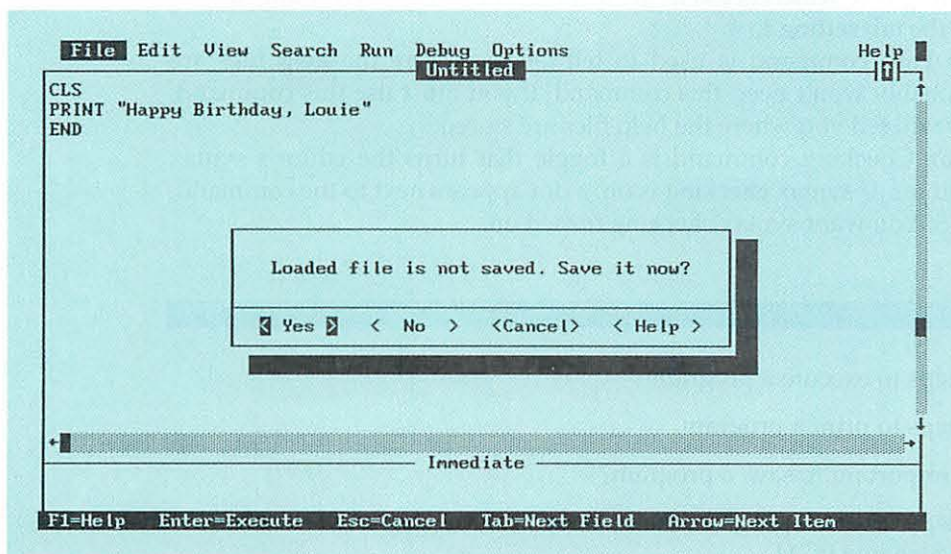 File Edit View Search Run Debug Options Help
Untitled
CLS
PRINT "Happy Birthday, Louie"
END
Loaded file is not saved. Save it now?
< Yes > < No > <Cancel> < Help >
Immediate
F1=Help Enter=Execute Esc=Cancel Tab=Next Field Arrow=Next Item